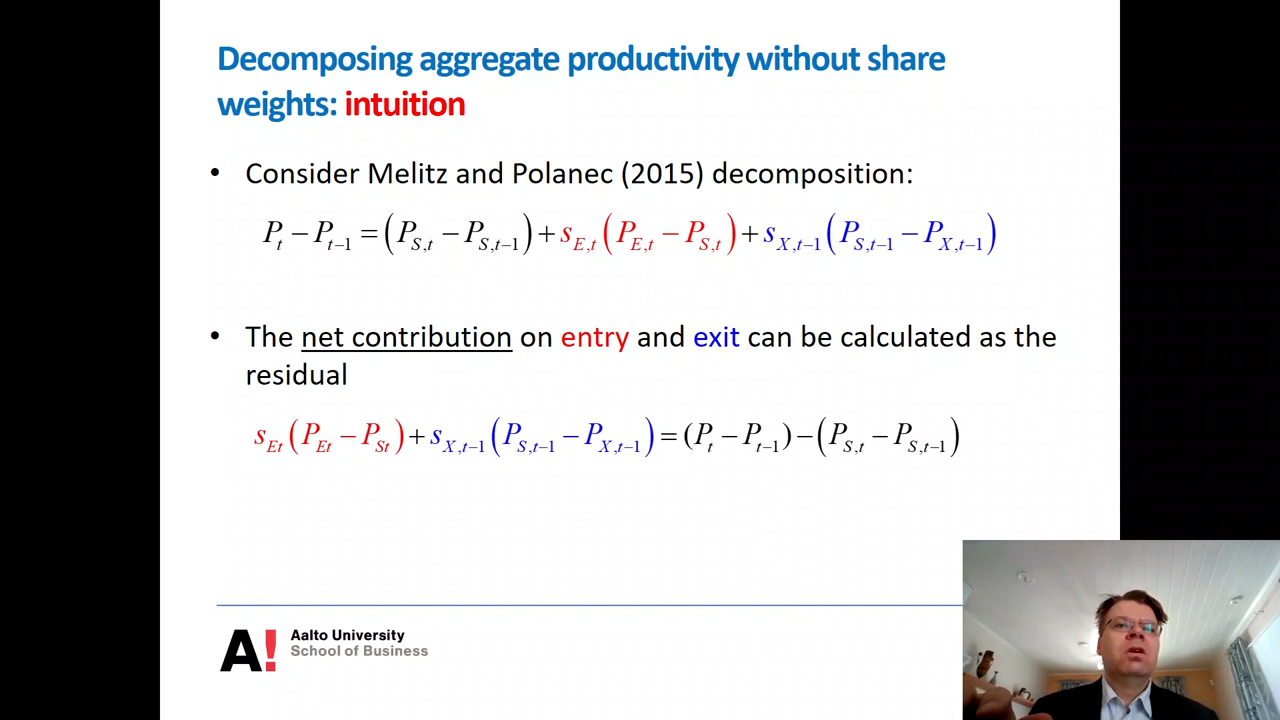 Decomposing aggregate productivity without share
weights: intuition
• Consider Melitz and Polanec (2015) decomposition:
P_t − P_{t−1} = (P_{S,t} − P_{S,t−1}) + s_{E,t} (P_{E,t} − P_{S,t}) + s_{X,t−1} (P_{S,t−1} − P_{X,t−1})
• The net contribution on entry and exit can be calculated as the
residual
s_{Et} (P_{Et} − P_{St}) + s_{X,t−1} (P_{S,t−1} − P_{X,t−1}) = (P_t − P_{t−1}) − (P_{S,t} − P_{S,t−1})
A!
Aalto University
School of Business